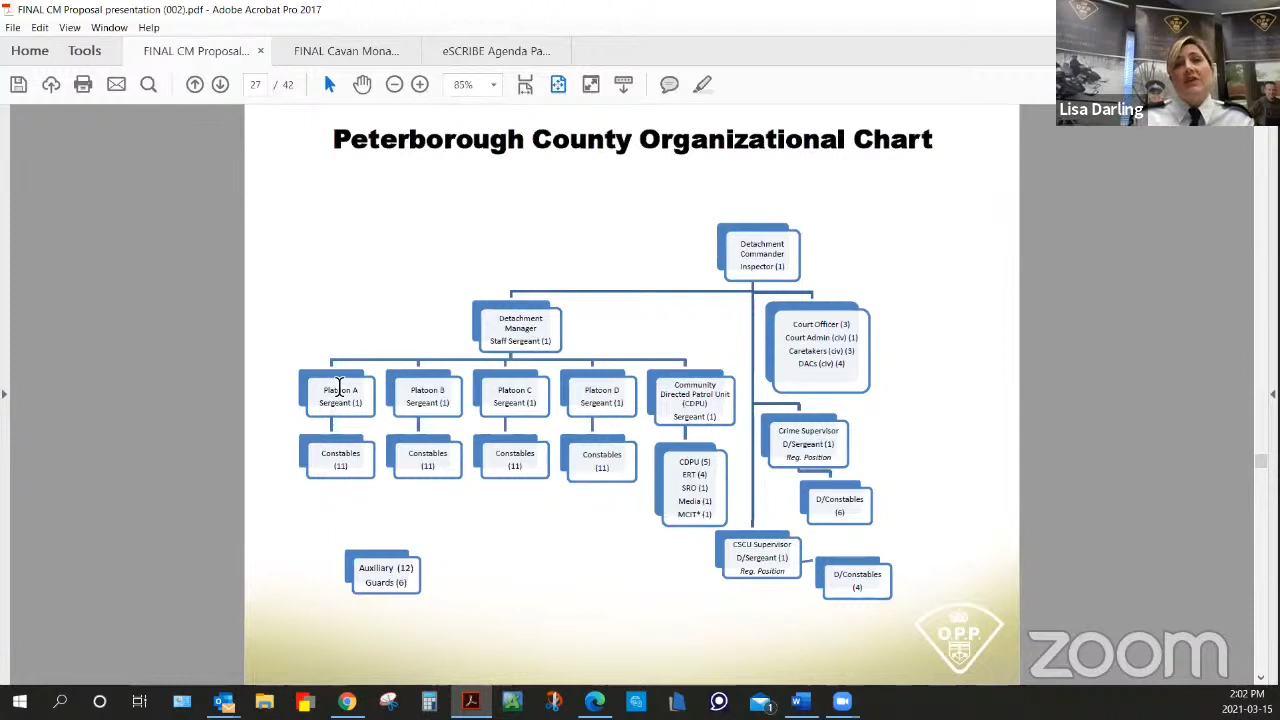 FINAL CM Proposal presentation (002).pdf - Adobe Acrobat Pro 2017
File Edit View Window Help
Home Tools FINAL CM Proposal... × FINAL Cavan Mona... eSCRIBE Agenda Pa...
27 / 42 85%
Lisa Darling
Peterborough County Organizational Chart
Detachment
Commander
Inspector (1)
Detachment
Manager
Staff Sergeant (1)
Court Officer (3)
Court Admin (civ) (1)
Caretakers (civ) (3)
DACs (civ) (4)
Platoon A
Sergeant (1)
Platoon B
Sergeant (1)
Platoon C
Sergeant (1)
Platoon D
Sergeant (1)
Community
Directed Patrol Unit
(CDPU)
Sergeant (1)
Constables
(11)
Constables
(11)
Constables
(11)
Constables
(11)
CDPU (5)
ERT (4)
SRO (1)
Media (1)
MCIT* (1)
Crime Supervisor
D/Sergeant (1)
Reg. Position
D/Constables
(6)
CSCU Supervisor
D/Sergeant (1)
Reg. Position
D/Constables
(4)
Auxiliary (12)
Guards (6)
O.P.P.
zoom
2:02 PM
2021-03-15